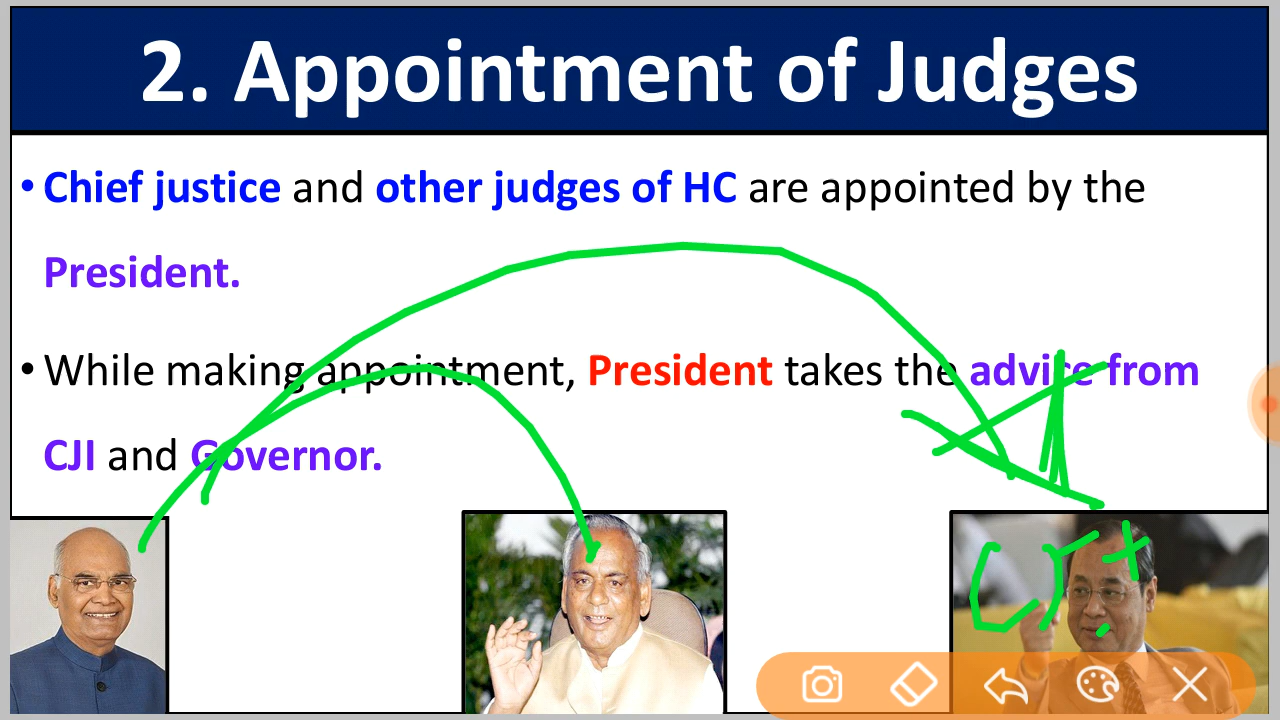 2. Appointment of Judges
• Chief justice and other judges of HC are appointed by the
President.
• While making appointment, President takes the advice from
CJI and Governor.